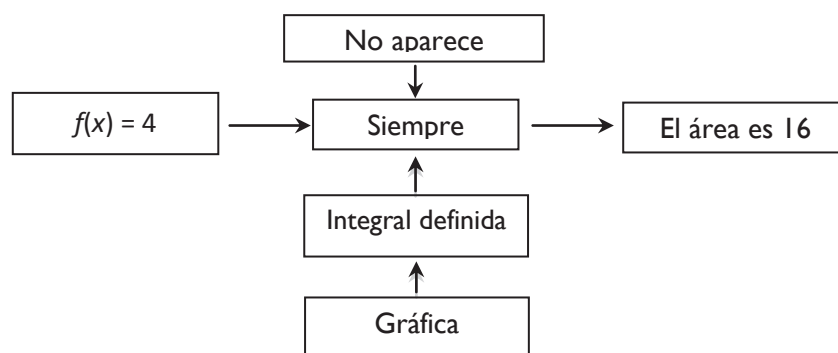 No aparece
f(x) = 4
Siempre
El área es 16
Integral definida
Gráfica